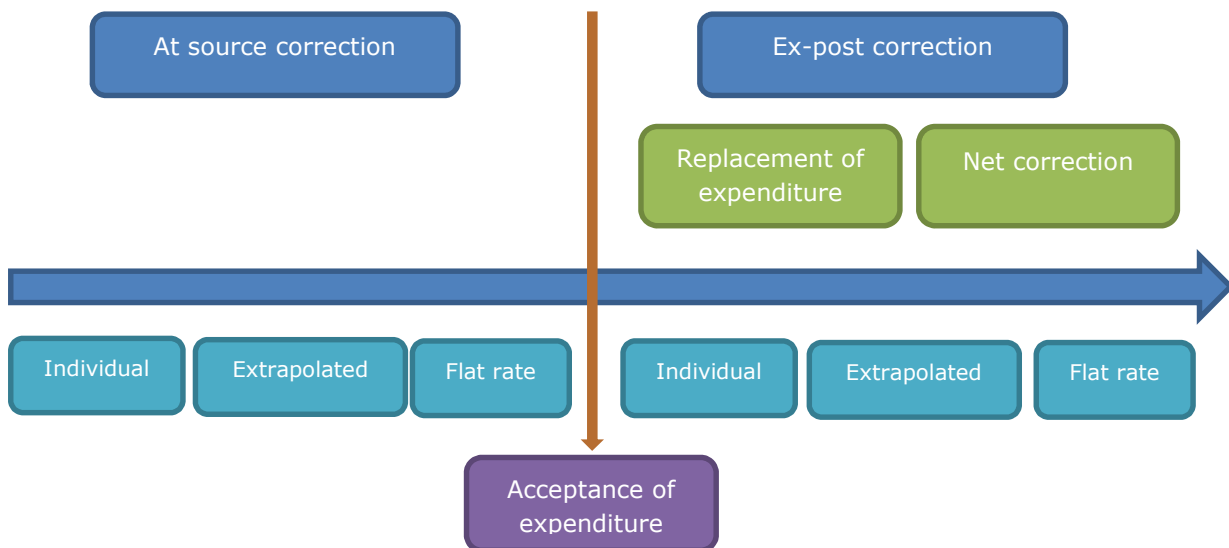 At source correction
Ex-post correction
Replacement of
expenditure
Net correction
Individual
Extrapolated
Flat rate
Individual
Extrapolated
Flat rate
Acceptance of
expenditure